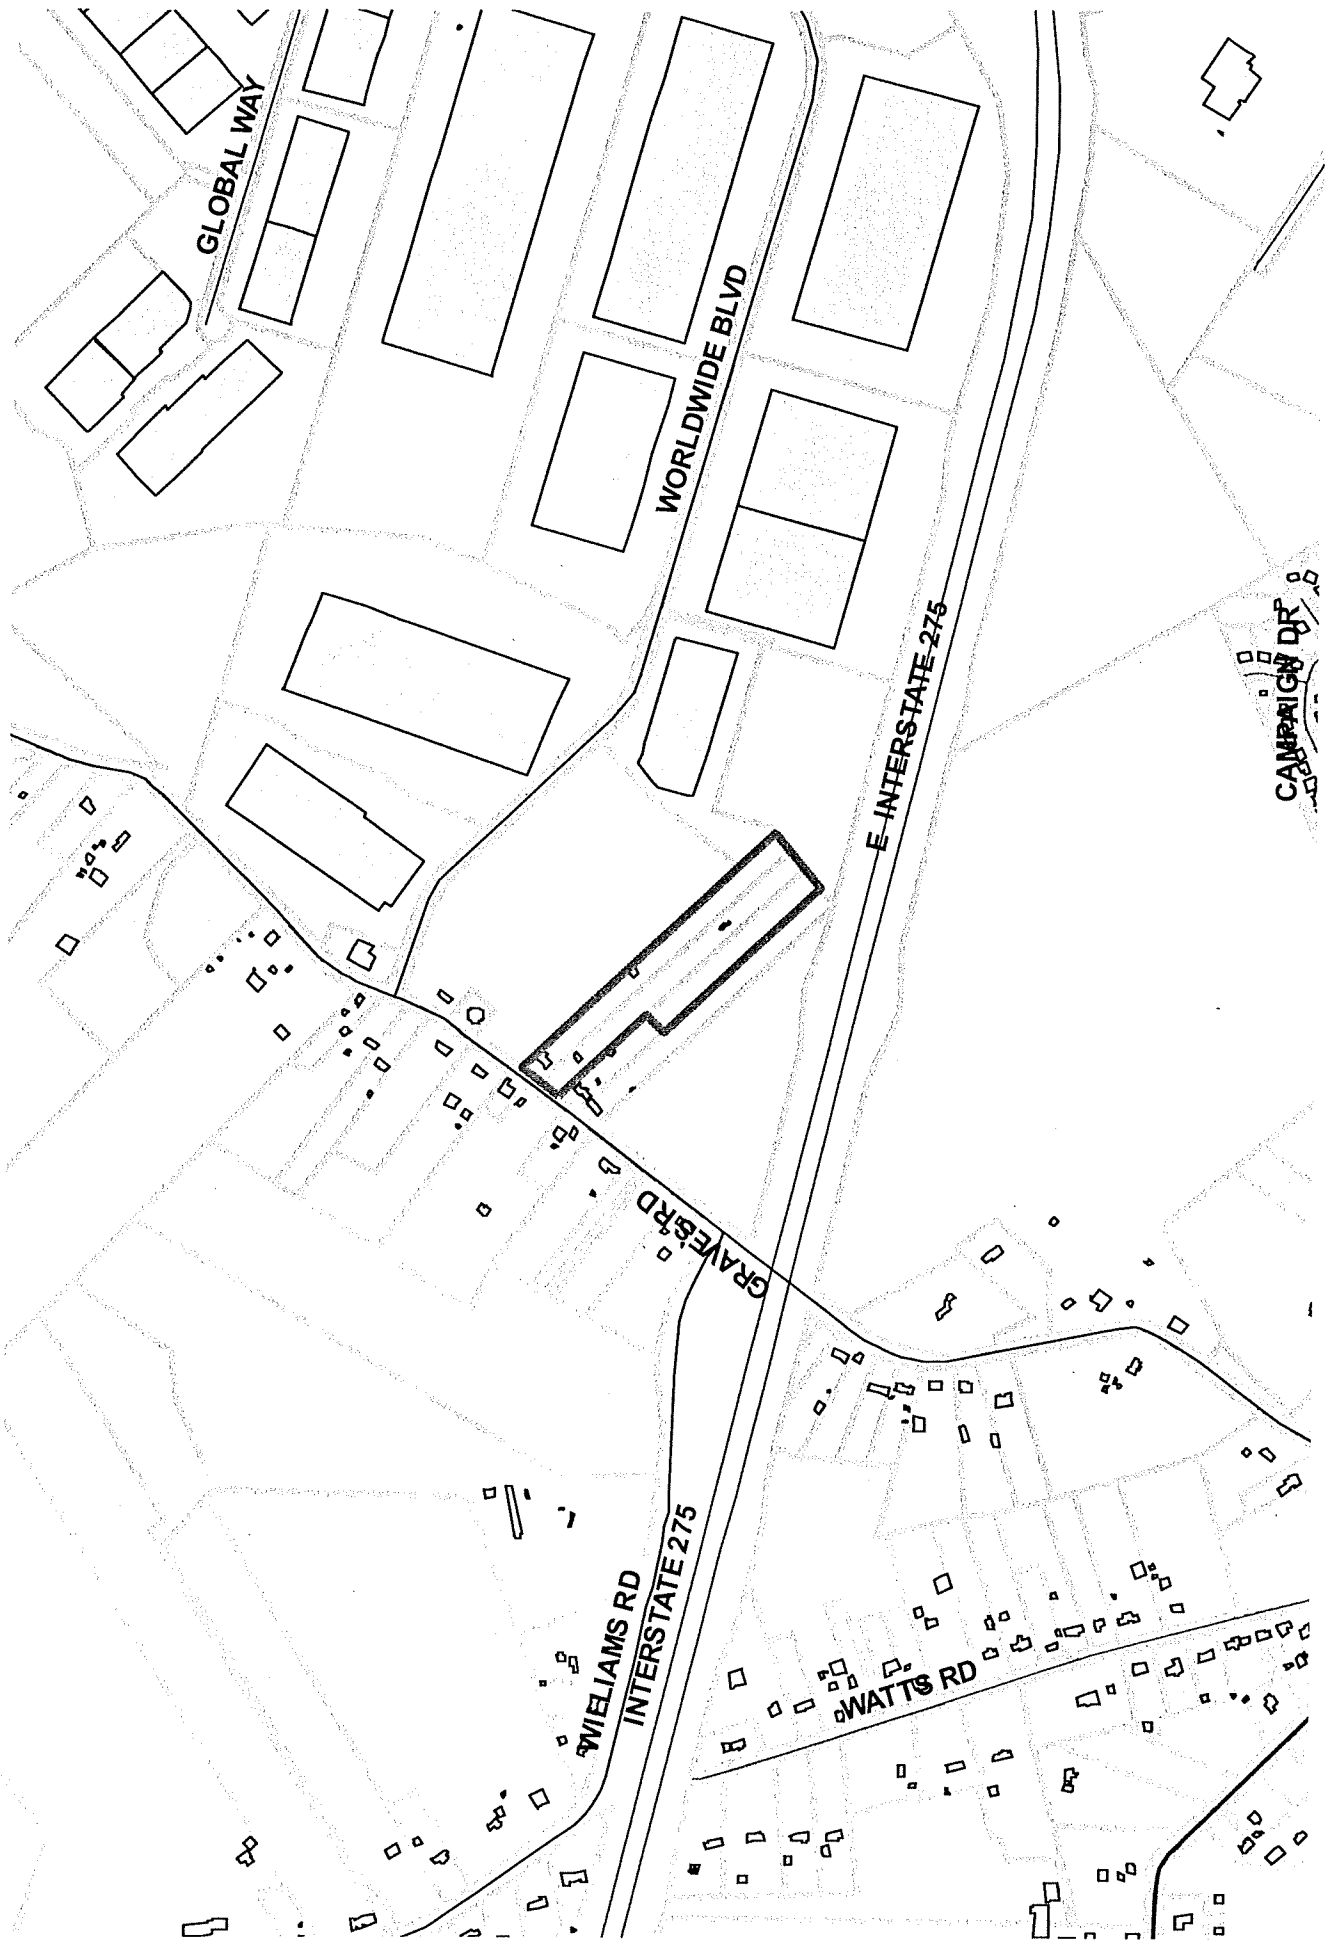 GLOBAL WAY
WORLDWIDE BLVD
E INTERSTATE 275
CAMPAIGN DR
GRAVES RD
WILLIAMS RD
INTERSTATE 275
WATTS RD